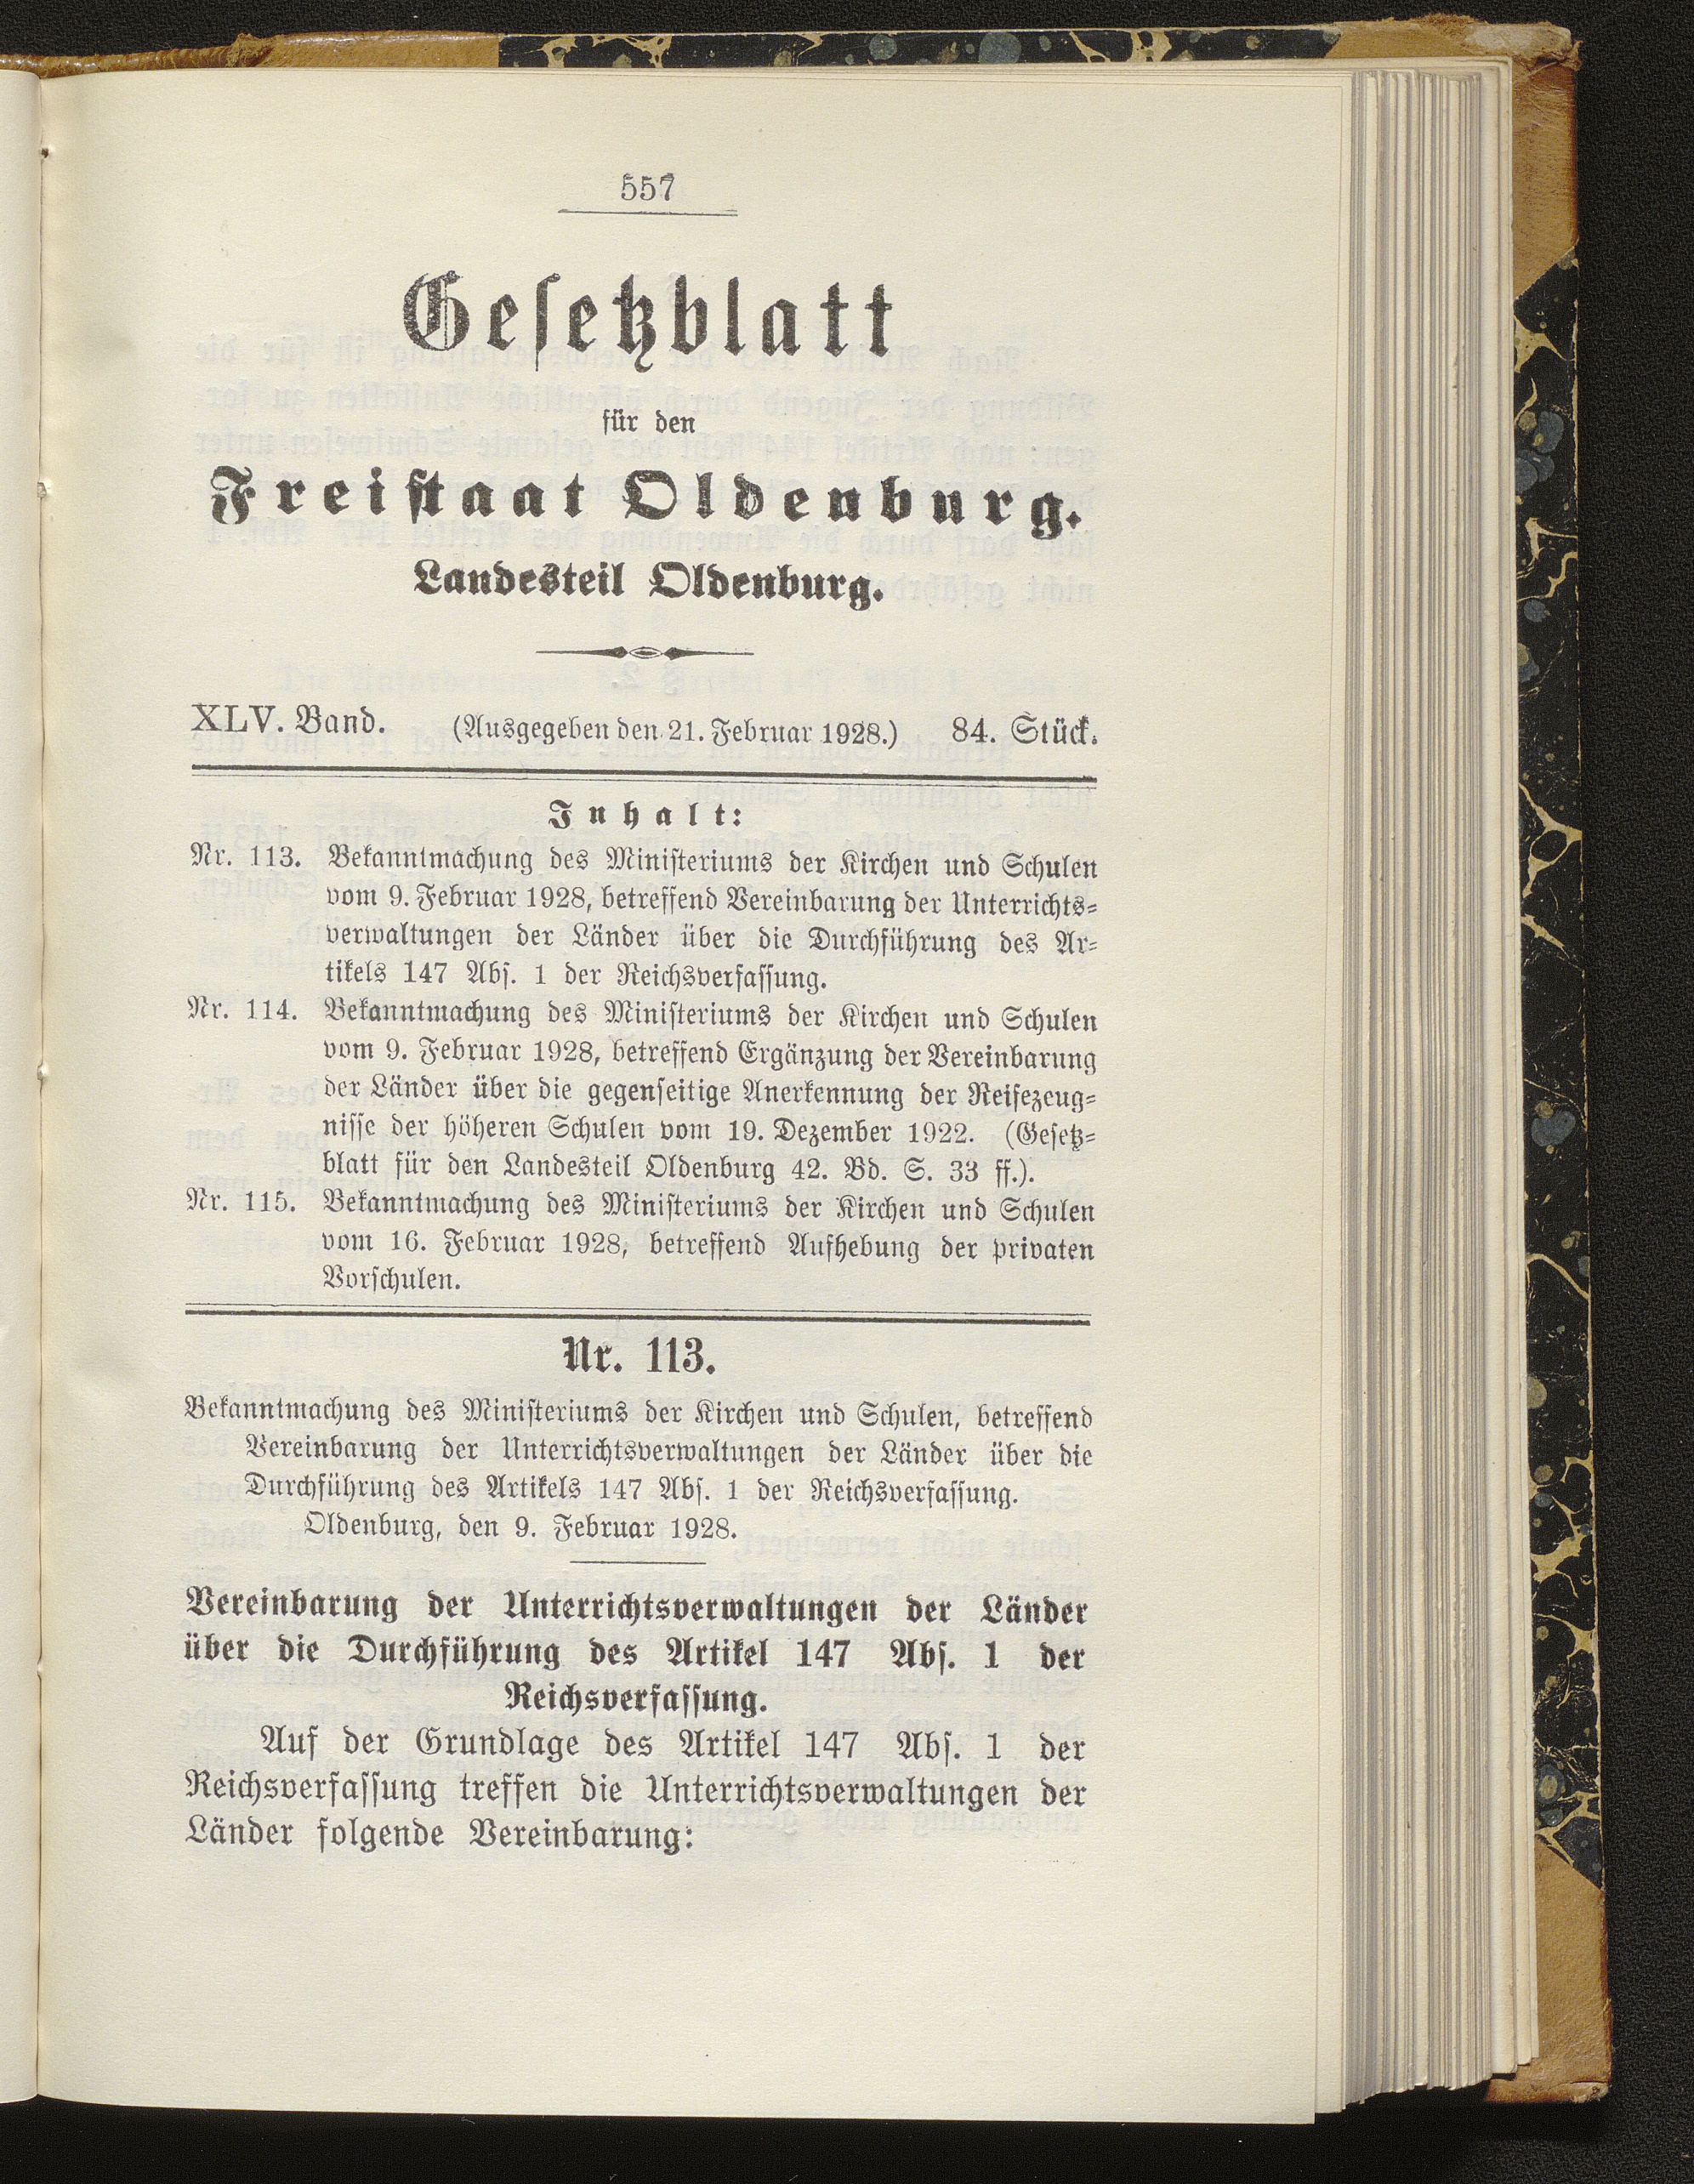 557
Gesetzblatt
für den
Freistaat Oldenburg.
Landesteil Oldenburg.
XLV. Band. (Ausgegeben den 21. Februar 1928.) 84. Stück.
Inhalt:
Nr. 113. Bekanntmachung des Ministeriums der Kirchen und Schulen
vom 9. Februar 1928, betreffend Vereinbarung der Unterrichts-
verwaltungen der Länder über die Durchführung des Ar-
tikels 147 Abs. 1 der Reichsverfassung.
Nr. 114. Bekanntmachung des Ministeriums der Kirchen und Schulen
vom 9. Februar 1928, betreffend Ergänzung der Vereinbarung
der Länder über die gegenseitige Anerkennung der Reifezeug-
nisse der höheren Schulen vom 19. Dezember 1922. (Gesetz-
blatt für den Landesteil Oldenburg 42. Bd. S. 33 ff.).
Nr. 115. Bekanntmachung des Ministeriums der Kirchen und Schulen
vom 16. Februar 1928, betreffend Aufhebung der privaten
Vorschulen.
Nr. 113.
Bekanntmachung des Ministeriums der Kirchen und Schulen, betreffend
Vereinbarung der Unterrichtsverwaltungen der Länder über die
Durchführung des Artikels 147 Abs. 1 der Reichsverfassung.
Oldenburg, den 9. Februar 1928.
Vereinbarung der Unterrichtsverwaltungen der Länder
über die Durchführung des Artikel 147 Abs. 1 der
Reichsverfassung.
Auf der Grundlage des Artikel 147 Abs. 1 der
Reichsverfassung treffen die Unterrichtsverwaltungen der
Länder folgende Vereinbarung: